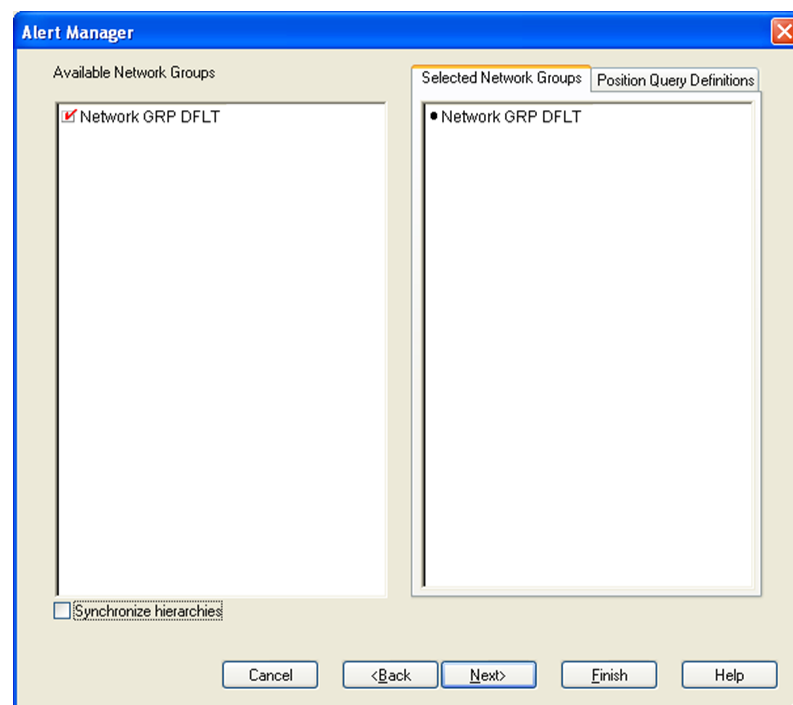 Alert Manager
Available Network Groups
Network GRP DFLT
Selected Network Groups
Position Query Definitions
Network GRP DFLT
Synchronize hierarchies
Cancel
<Back
Next>
Finish
Help